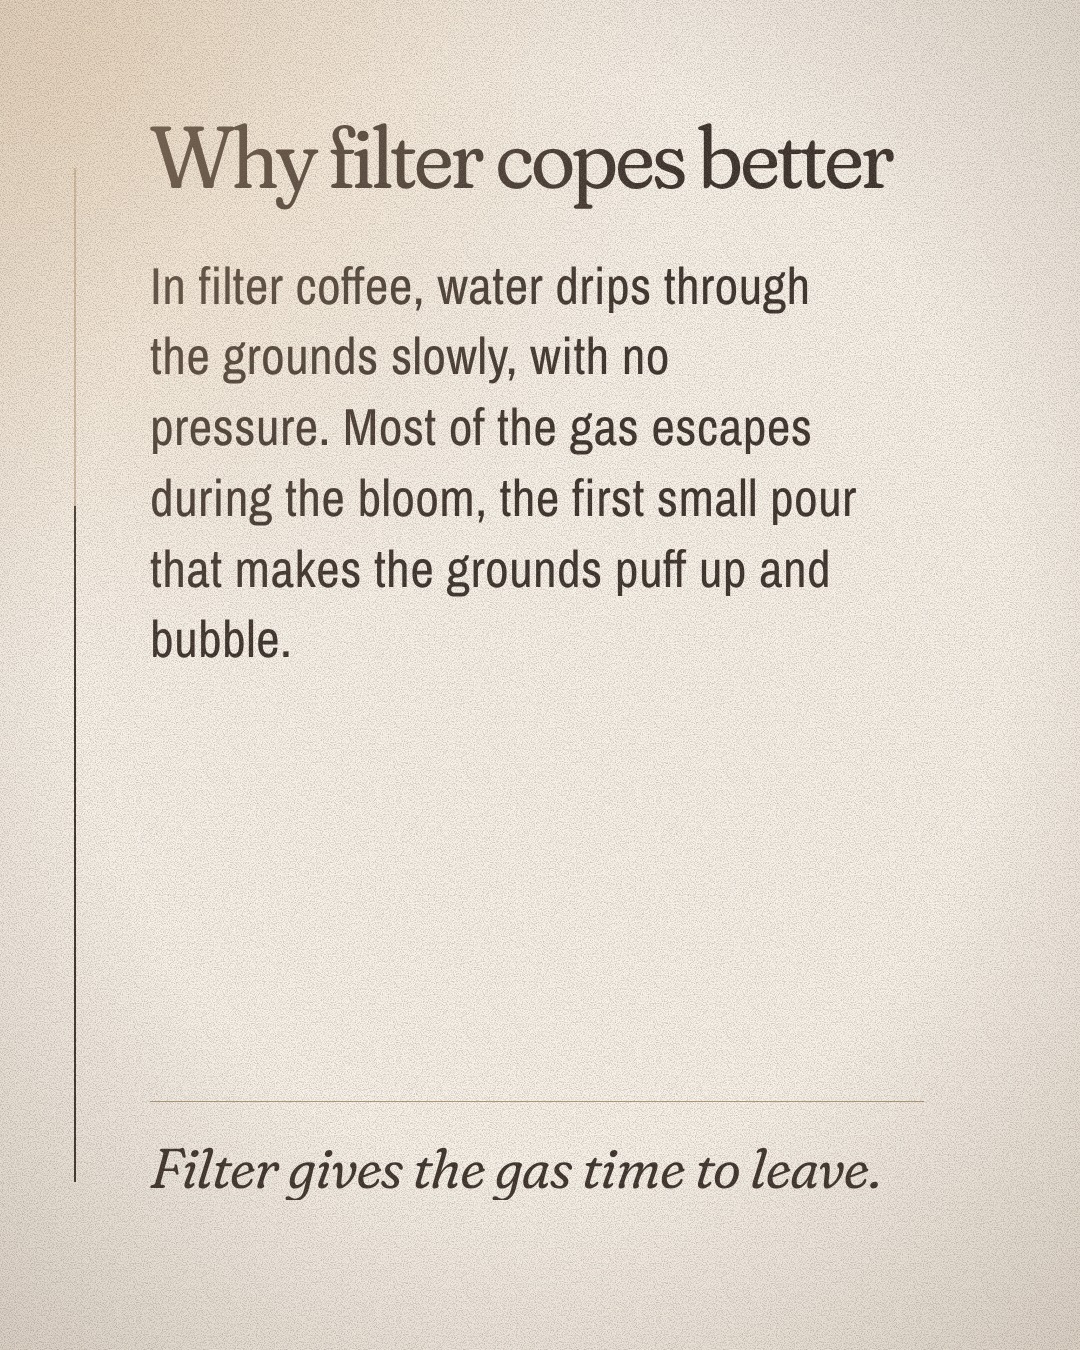 Why filter copes better
In filter coffee, water drips through
the grounds slowly, with no
pressure. Most of the gas escapes
during the bloom, the first small pour
that makes the grounds puff up and
bubble.
Filter gives the gas time to leave.